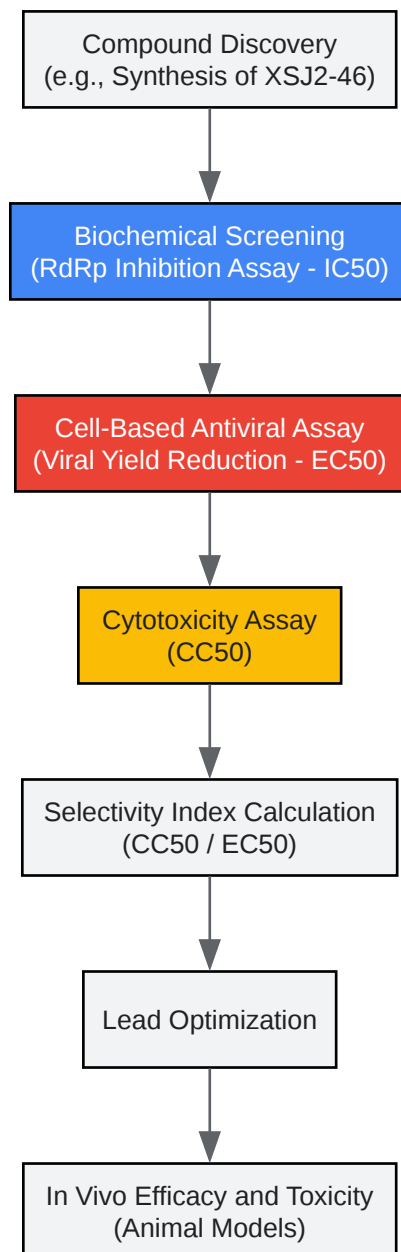 Compound Discovery
(e.g., Synthesis of XSJ2-46)
Biochemical Screening
(RdRp Inhibition Assay - IC50)
Cell-Based Antiviral Assay
(Viral Yield Reduction - EC50)
Cytotoxicity Assay
(CC50)
Selectivity Index Calculation
(CC50 / EC50)
Lead Optimization
In Vivo Efficacy and Toxicity
(Animal Models)